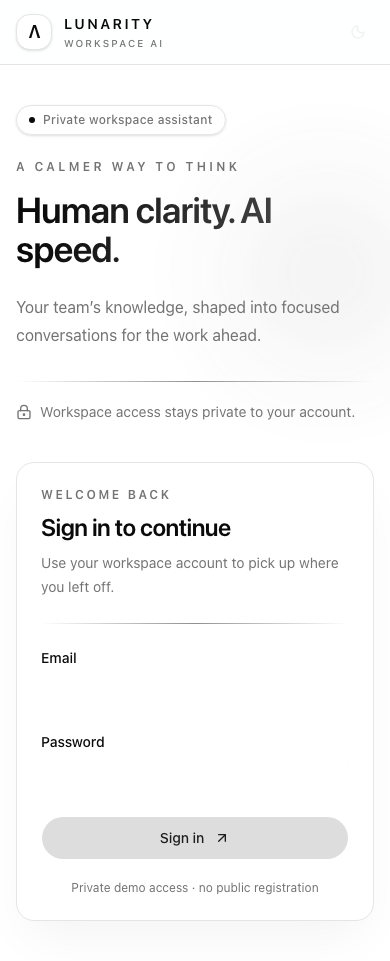 Λ
LUNARITY
WORKSPACE AI
Private workspace assistant
A CALMER WAY TO THINK
Human clarity. AI
speed.
Your team’s knowledge, shaped into focused
conversations for the work ahead.
Workspace access stays private to your account.
WELCOME BACK
Sign in to continue
Use your workspace account to pick up where
you left off.
Email
Password
Sign in
Private demo access · no public registration